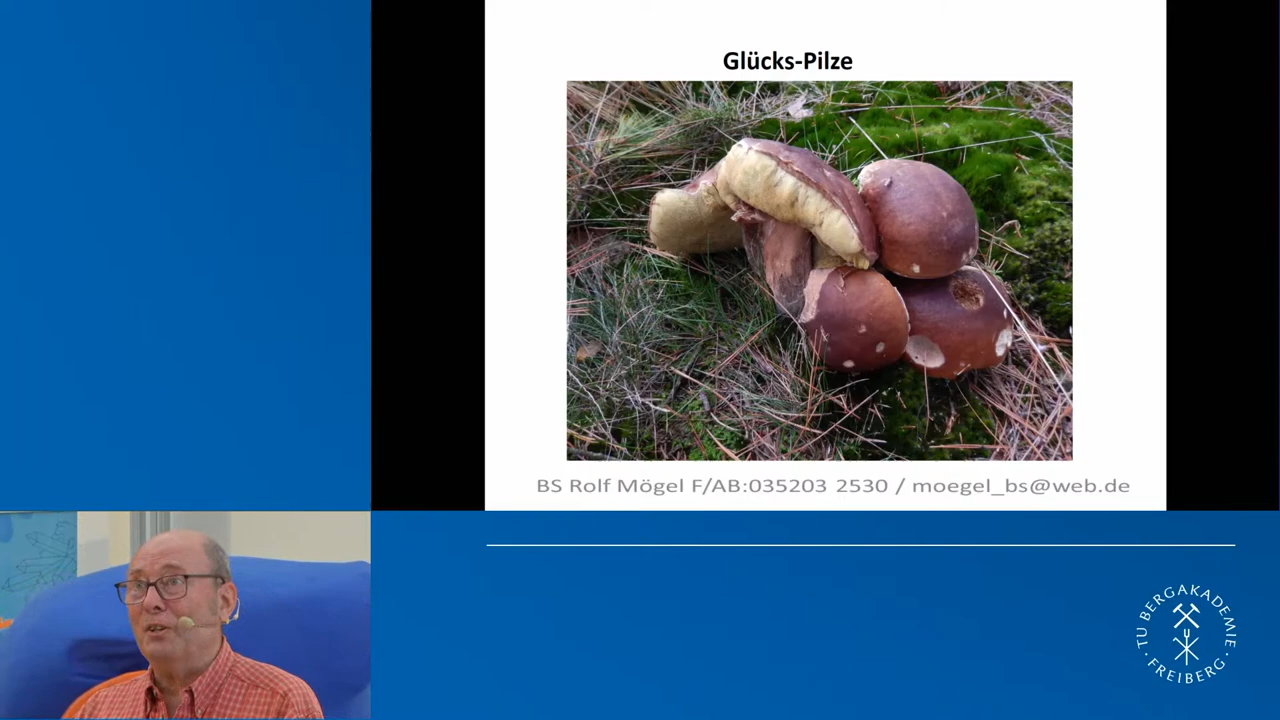 Glücks-Pilze
BS Rolf Mögel F/AB:035203 2530 / moegel_bs@web.de
TU BERGAKADEMIE
FREIBERG